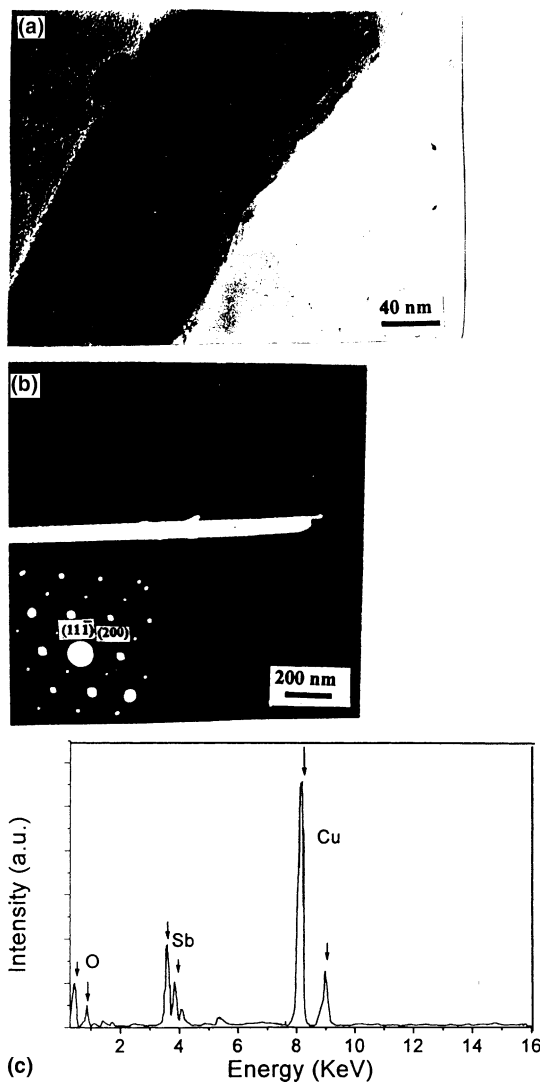 (a)
40 nm
(b)
(111̄) (200)
200 nm
Intensity (a.u.)
O
Sb
Cu
2 4 6 8 10 12 14 16
Energy (KeV)
(c)